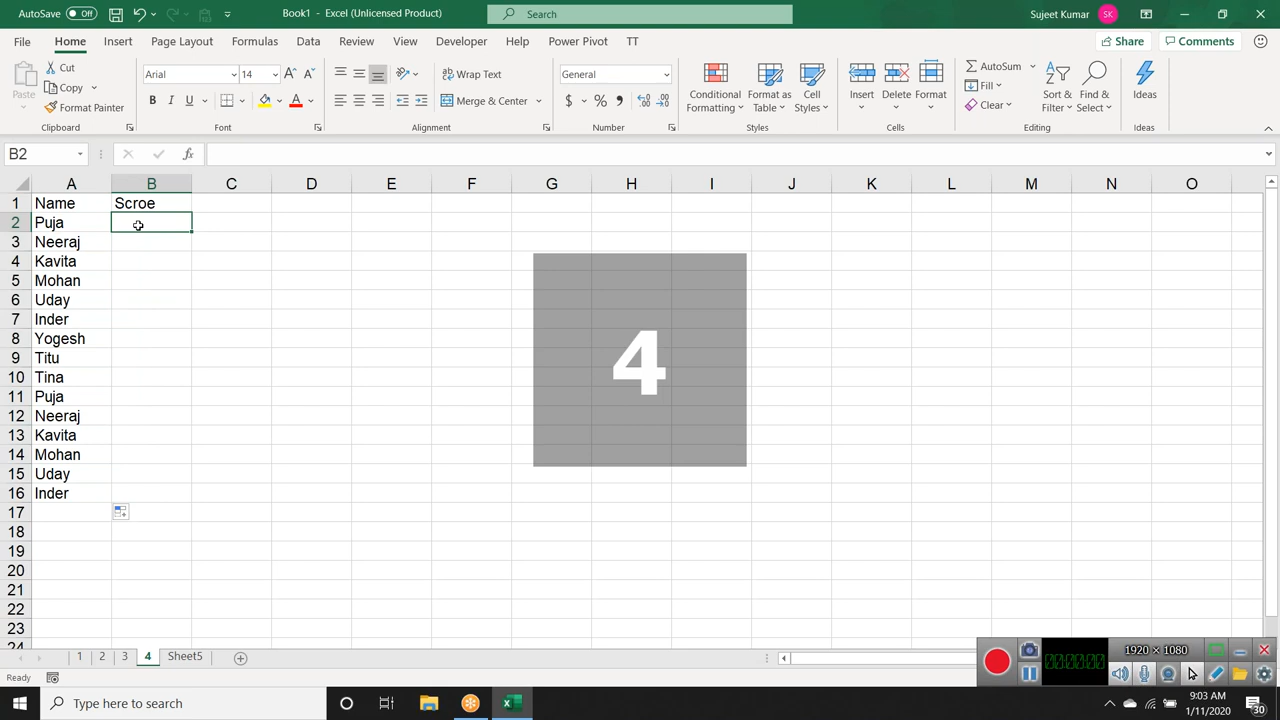 AutoSave Off Book1 - Excel (Unlicensed Product) Search Sujeet Kumar SK
File Home Insert Page Layout Formulas Data Review View Developer Help Power Pivot TT Share Comments
Paste Cut Copy Format Painter Clipboard
Arial 14 B I U A Font
Wrap Text Merge & Center Alignment
General $ % , Number
Conditional Formatting Format as Table Cell Styles Styles
Insert Delete Format Cells
AutoSum Fill Clear Sort & Filter Find & Select Editing
Ideas Ideas
B2 fx
A B C D E F G H I J K L M N O
1 Name Scroe
2 Puja
3 Neeraj
4 Kavita
5 Mohan
6 Uday
7 Inder
8 Yogesh
9 Titu
10 Tina
11 Puja
12 Neeraj
13 Kavita
14 Mohan
15 Uday
16 Inder
17
18
19
20
21
22
23
24
4
1 2 3 4 Sheet5
1920 × 1080
00:00:00
Ready
Type here to search
9:03 AM
1/11/2020
30